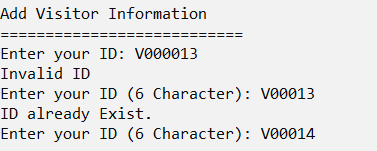 Add Visitor Information
===========================
Enter your ID: V000013
Invalid ID
Enter your ID (6 Character): V00013
ID already Exist.
Enter your ID (6 Character): V00014